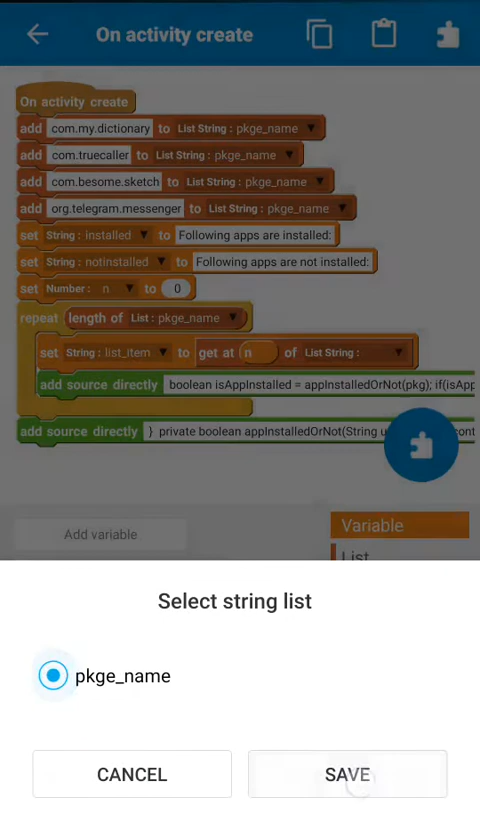 On activity create
On activity create
add com.my.dictionary to List String : pkge_name
add com.truecaller to List String : pkge_name
add com.besome.sketch to List String : pkge_name
add org.telegram.messenger to List String : pkge_name
set String : installed to Following apps are installed:
set String : notinstalled to Following apps are not installed:
set Number : n to 0
repeat length of List : pkge_name
set String : list_item to get at n of List String :
add source directly boolean isAppInstalled = appInstalledOrNot(pkg); if(isApp
add source directly } private boolean appInstalledOrNot(String u cont
Add variable
Variable
List
Select string list
pkge_name
CANCEL
SAVE